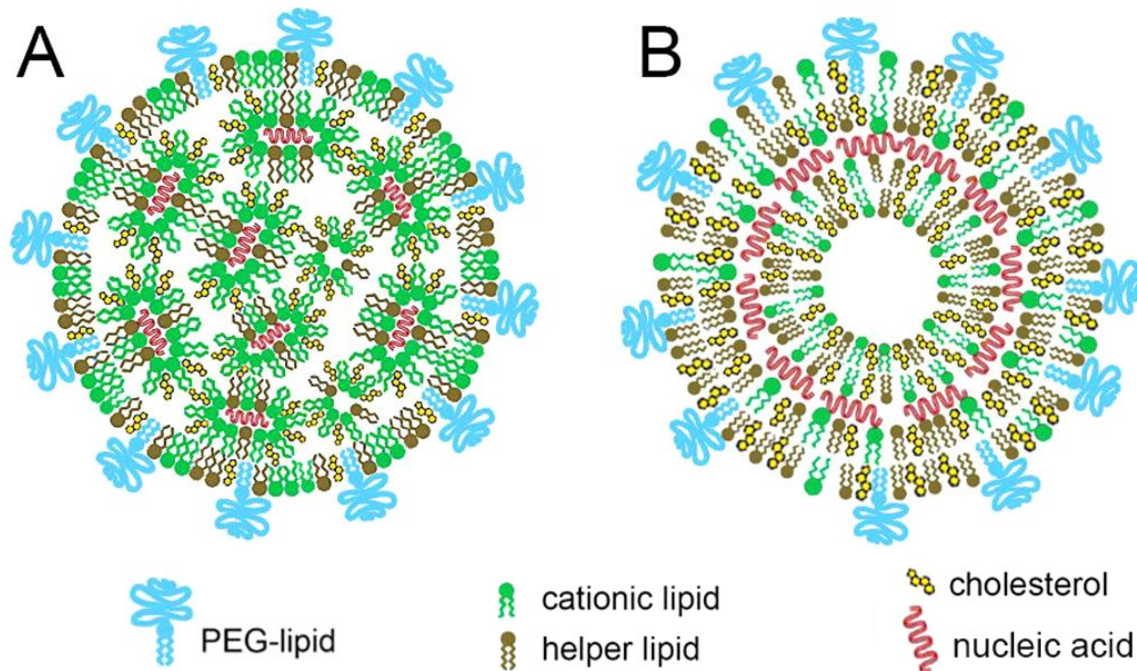 A
B
PEG-lipid
cationic lipid
helper lipid
cholesterol
nucleic acid